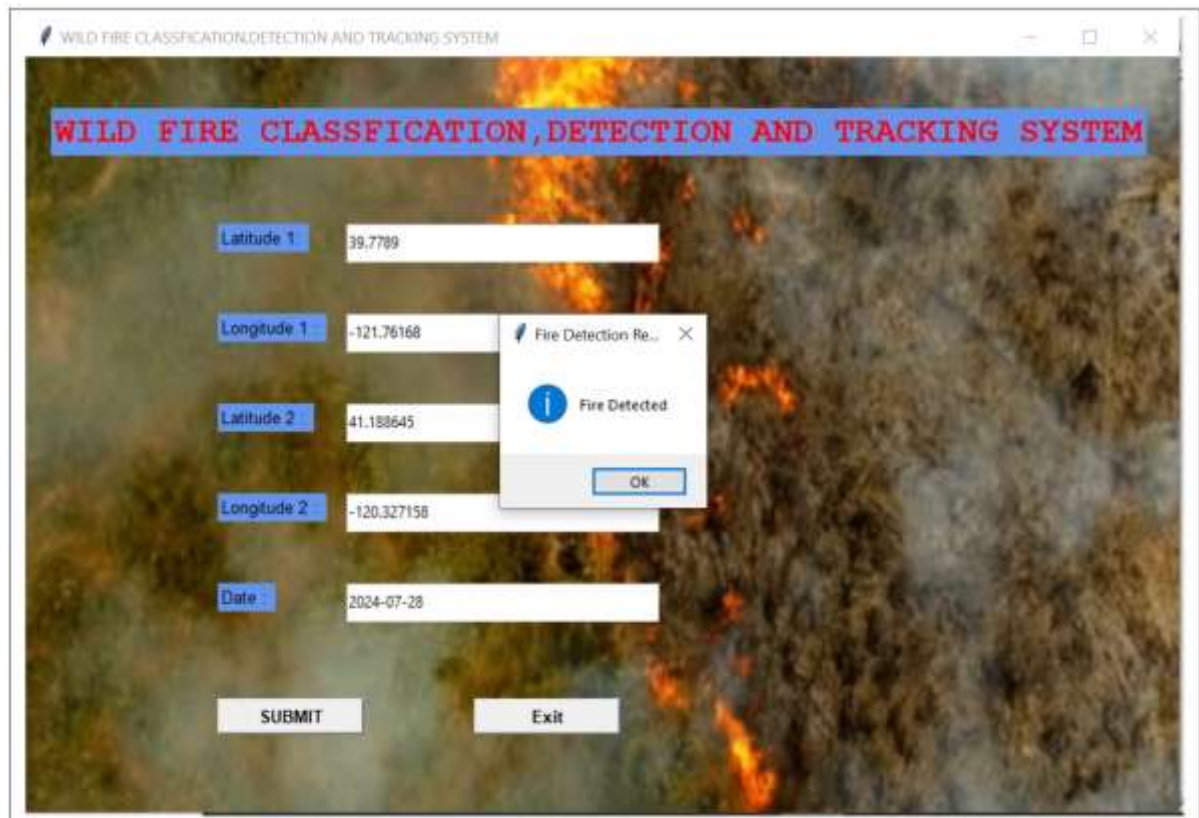 WILD FIRE CLASSFICATION,DETECTION AND TRACKING SYSTEM
WILD FIRE CLASSFICATION,DETECTION AND TRACKING SYSTEM
Latitude 1 :
39.7789
Longitude 1 :
-121.76168
Fire Detection Re...
Fire Detected
OK
Latitude 2 :
41.188645
Longitude 2 :
-120.327158
Date :
2024-07-28
SUBMIT
Exit